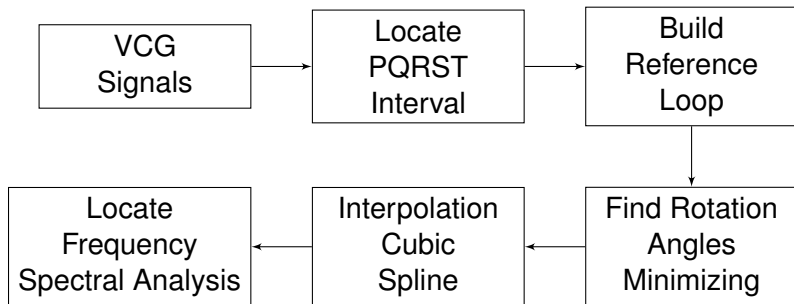 VCG
Signals
Locate
PQRST
Interval
Build
Reference
Loop
Find Rotation
Angles
Minimizing
Interpolation
Cubic
Spline
Locate
Frequency
Spectral Analysis